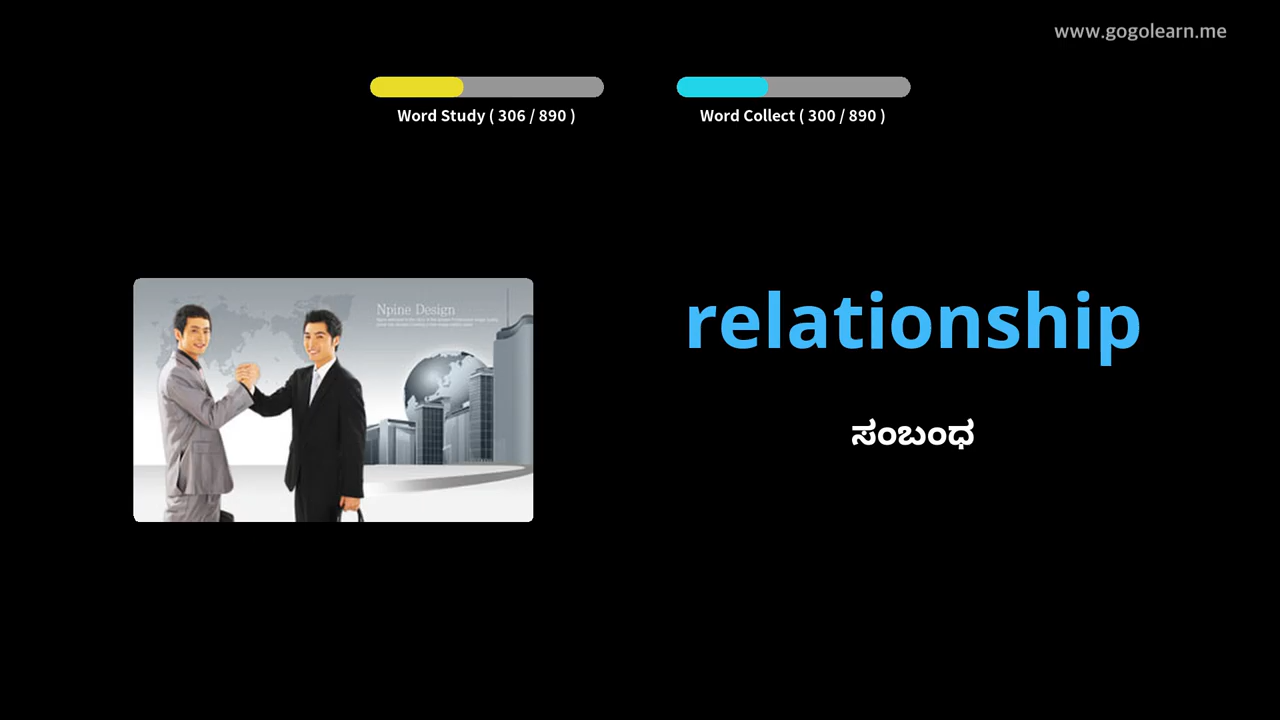 www.gogolearn.me
Word Study ( 306 / 890 )
Word Collect ( 300 / 890 )
Npine Design
relationship
ಸಂಬಂಧ